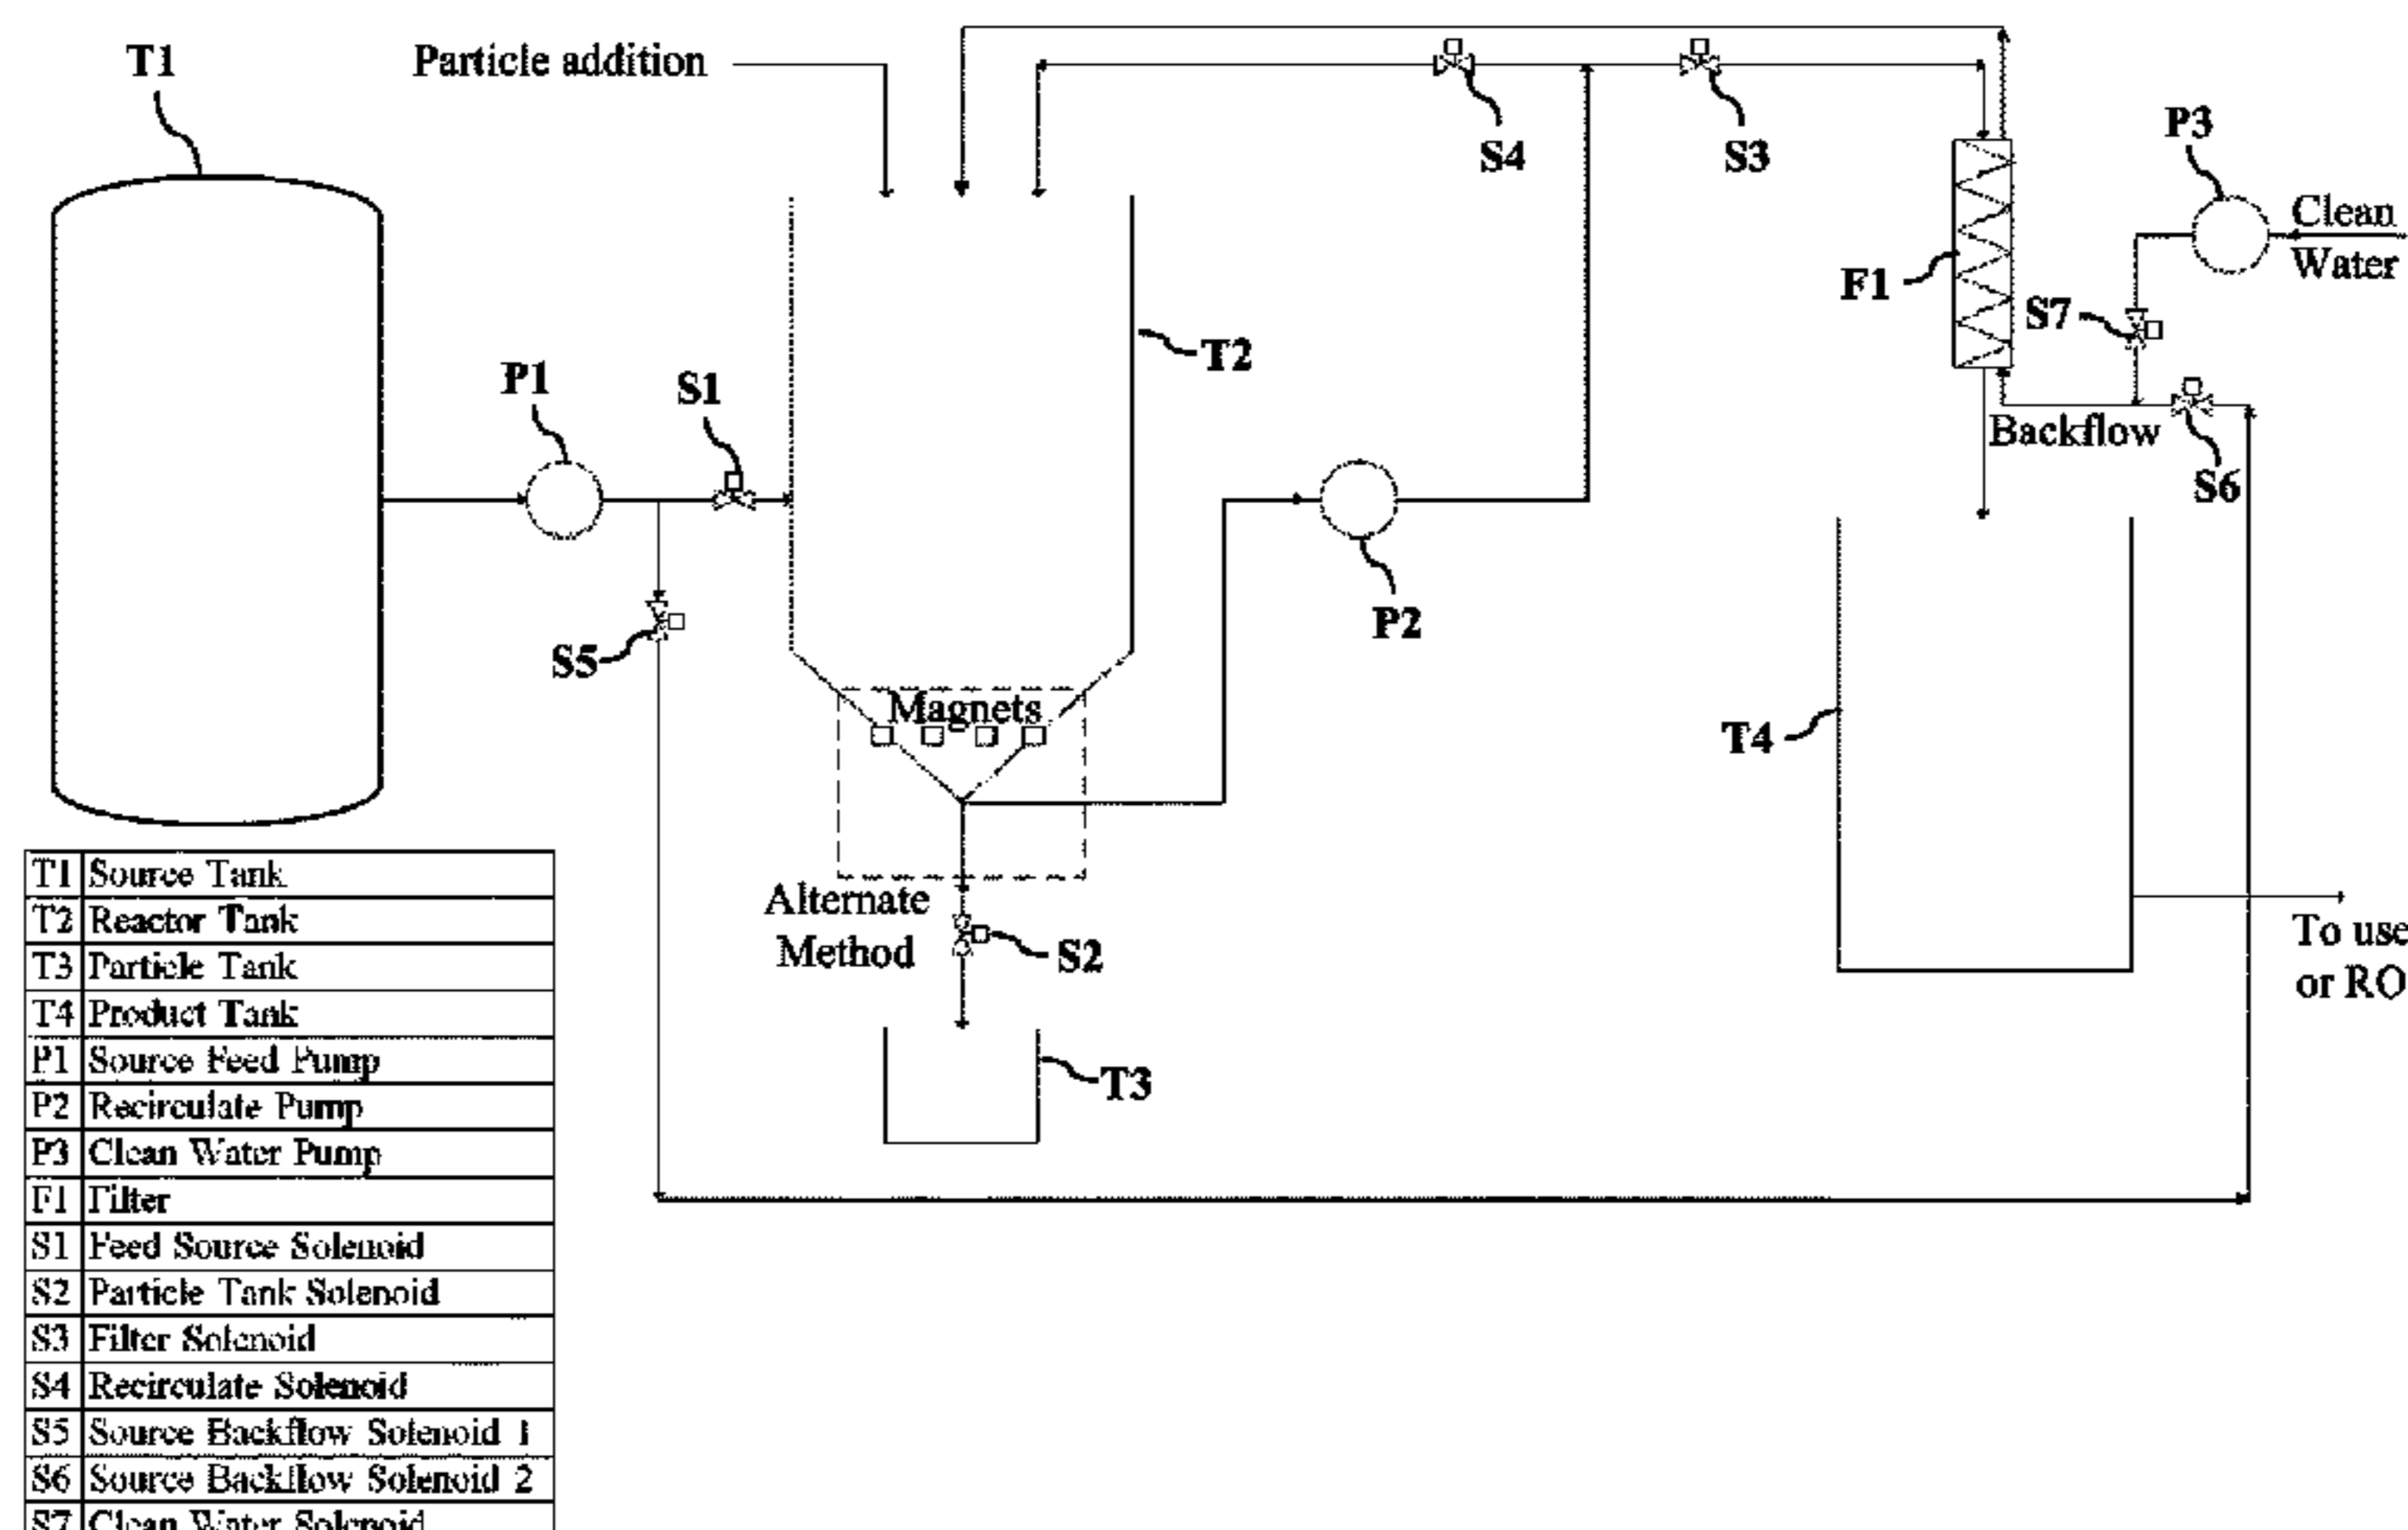 T1
Particle addition
S4
S3
P3
Clean
Water
F1
S7
T2
P1
S1
Backflow
S6
P2
S5
Magnets
T4
Alternate
Method
S2
To use
or RO
T3
T1 Source Tank
T2 Reactor Tank
T3 Particle Tank
T4 Product Tank
P1 Source Feed Pump
P2 Recirculate Pump
P3 Clean Water Pump
F1 Filter
S1 Feed Source Solenoid
S2 Particle Tank Solenoid
S3 Filter Solenoid
S4 Recirculate Solenoid
S5 Source Backflow Solenoid 1
S6 Source Backflow Solenoid 2
S7 Clean Water Solenoid